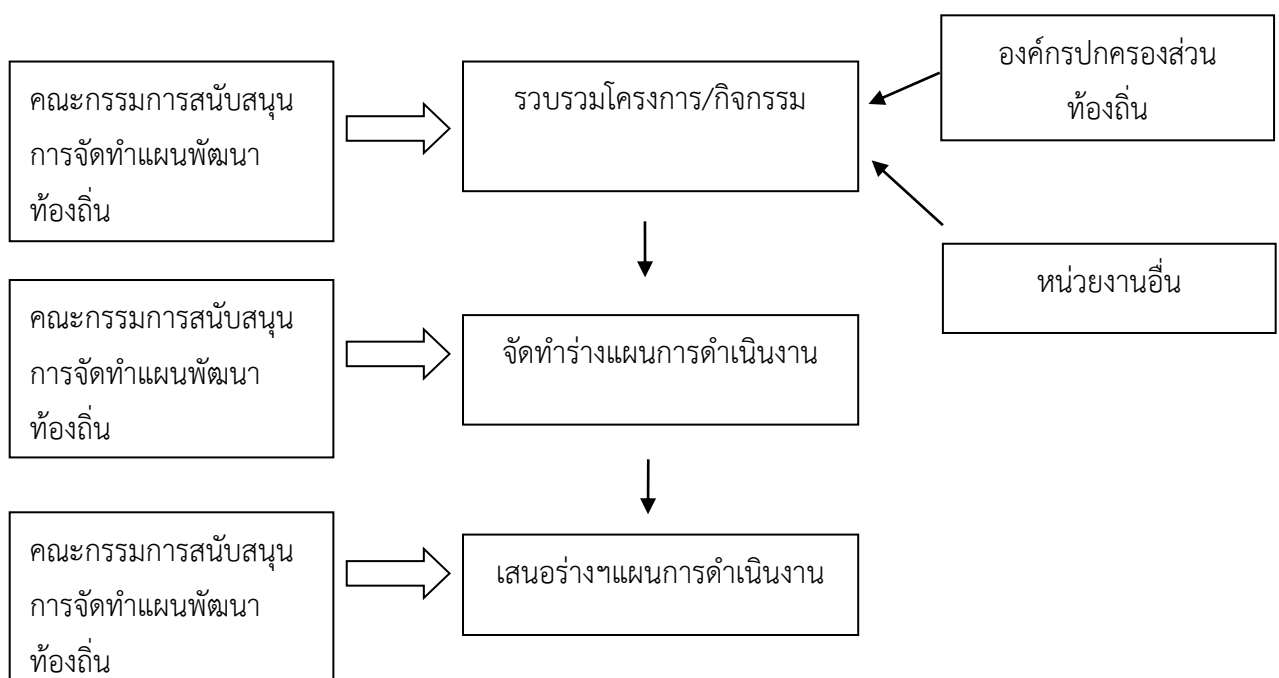 องค์กรปกครองส่วน
ท้องถิ่น
คณะกรรมการสนับสนุน
การจัดทำแผนพัฒนา
ท้องถิ่น
รวบรวมโครงการ/กิจกรรม
หน่วยงานอื่น
คณะกรรมการสนับสนุน
การจัดทำแผนพัฒนา
ท้องถิ่น
จัดทำร่างแผนการดำเนินงาน
คณะกรรมการสนับสนุน
การจัดทำแผนพัฒนา
ท้องถิ่น
เสนอร่างฯแผนการดำเนินงาน